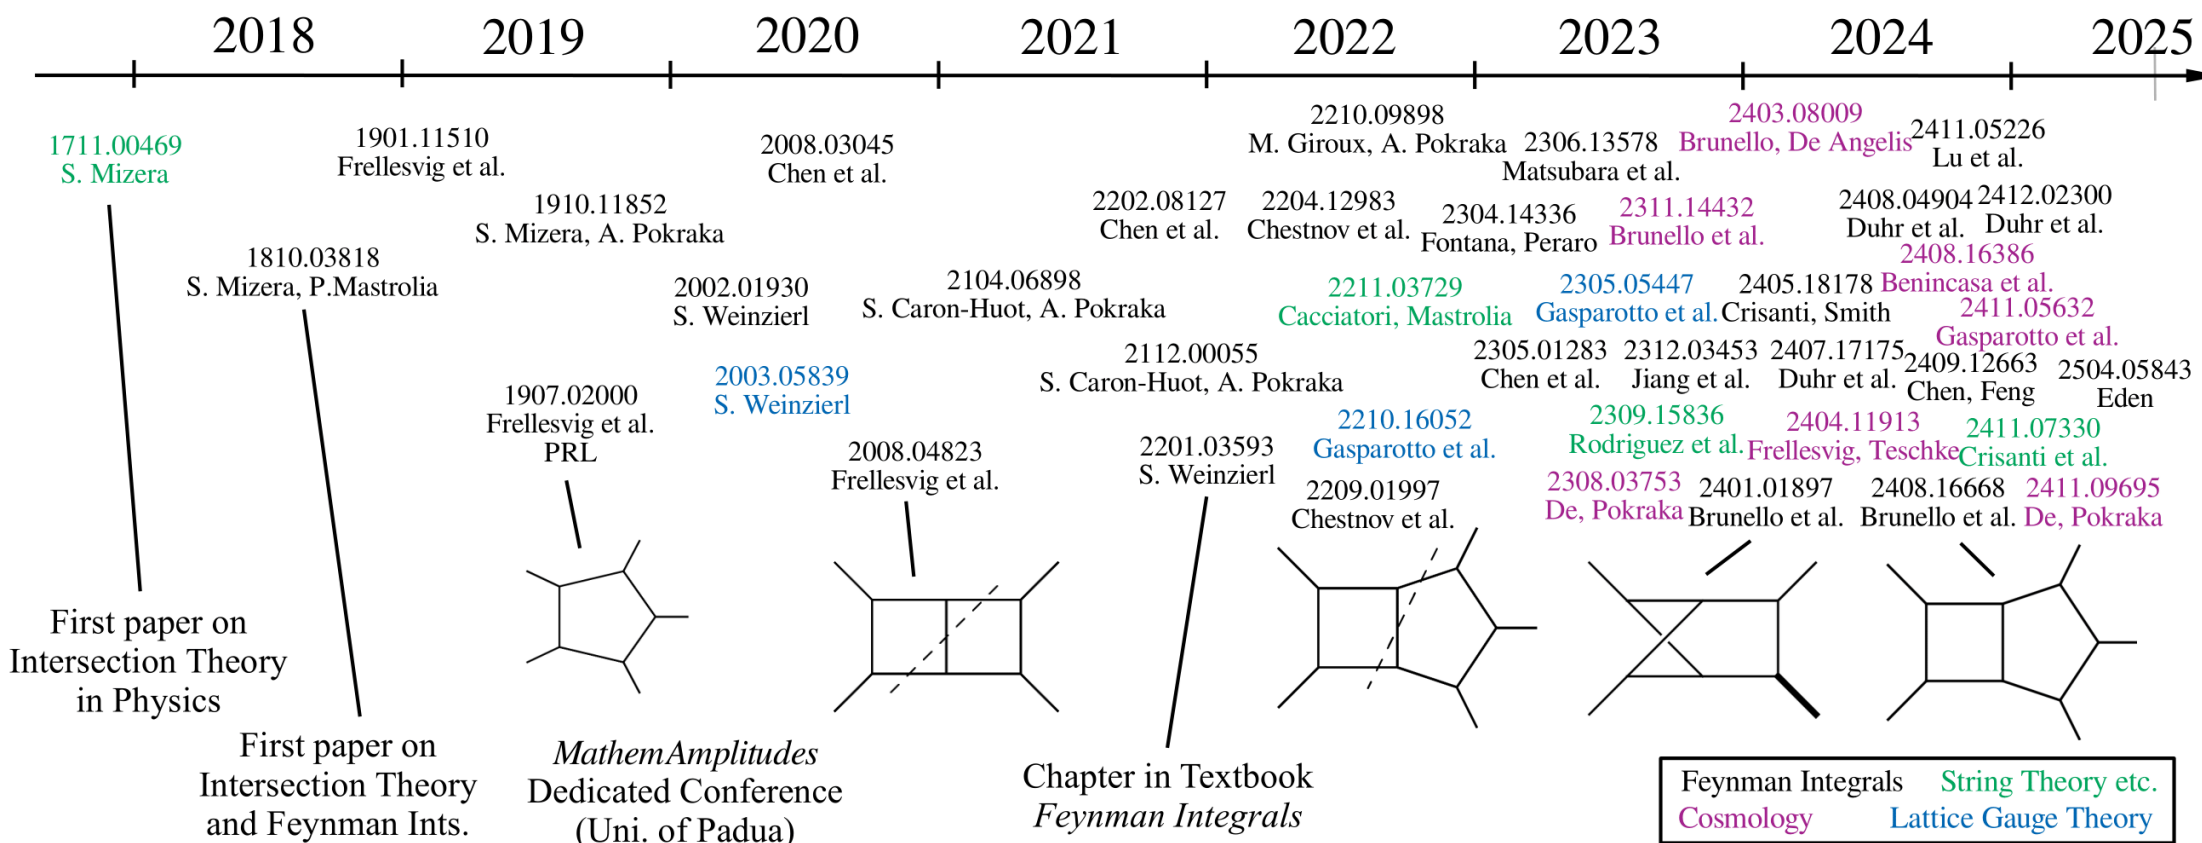 2018 2019 2020 2021 2022 2023 2024 2025
1711.00469
S. Mizera
1901.11510
Frellesvig et al.
2008.03045
Chen et al.
2210.09898
M. Giroux, A. Pokraka
2306.13578
Matsubara et al.
2403.08009
Brunello, De Angelis
2411.05226
Lu et al.
1910.11852
S. Mizera, A. Pokraka
2202.08127
Chen et al.
2204.12983
Chestnov et al.
2304.14336
Fontana, Peraro
2311.14432
Brunello et al.
2408.04904
Duhr et al.
2412.02300
Duhr et al.
1810.03818
S. Mizera, P.Mastrolia
2002.01930
S. Weinzierl
2104.06898
S. Caron-Huot, A. Pokraka
2211.03729
Cacciatori, Mastrolia
2305.05447
Gasparotto et al.
2405.18178
Crisanti, Smith
2408.16386
Benincasa et al.
2411.05632
Gasparotto et al.
1907.02000
Frellesvig et al.
PRL
2003.05839
S. Weinzierl
2112.00055
S. Caron-Huot, A. Pokraka
2305.01283
Chen et al.
2312.03453
Jiang et al.
2407.17175
Duhr et al.
2409.12663
Chen, Feng
2504.05843
Eden
2008.04823
Frellesvig et al.
2201.03593
S. Weinzierl
2210.16052
Gasparotto et al.
2309.15836
Rodriguez et al.
2404.11913
Frellesvig, Teschke
2411.07330
Crisanti et al.
2209.01997
Chestnov et al.
2308.03753
De, Pokraka
2401.01897
Brunello et al.
2408.16668
Brunello et al.
2411.09695
De, Pokraka
First paper on
Intersection Theory
in Physics
First paper on
Intersection Theory
and Feynman Ints.
MathemAmplitudes
Dedicated Conference
(Uni. of Padua)
Chapter in Textbook
Feynman Integrals
Feynman Integrals String Theory etc.
Cosmology Lattice Gauge Theory